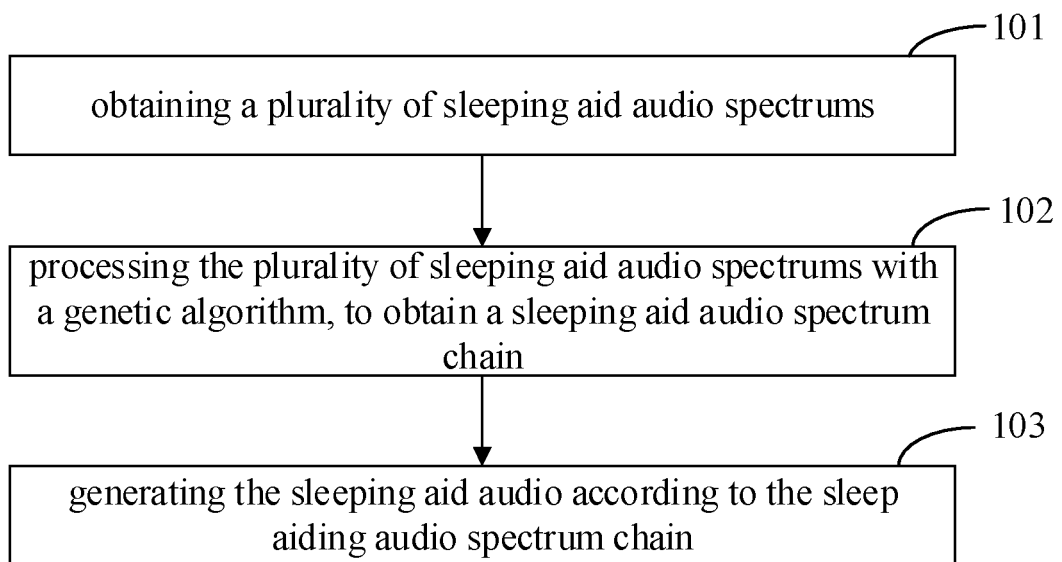 101
obtaining a plurality of sleeping aid audio spectrums
102
processing the plurality of sleeping aid audio spectrums with
a genetic algorithm, to obtain a sleeping aid audio spectrum
chain
103
generating the sleeping aid audio according to the sleep
aiding audio spectrum chain